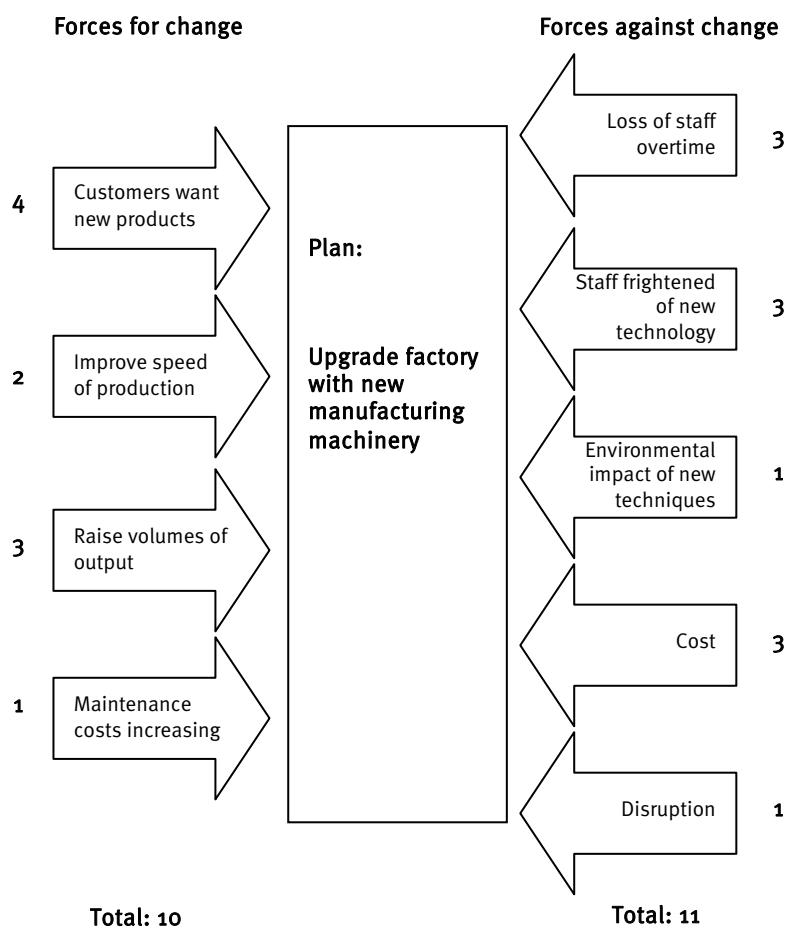 Forces for change
4
Customers want
new products
2
Improve speed
of production
3
Raise volumes of
output
1
Maintenance
costs increasing
Total: 10
Plan:
Upgrade factory
with new
manufacturing
machinery
Forces against change
Loss of staff
overtime
3
Staff frightened
of new
technology
3
Environmental
impact of new
techniques
1
Cost
3
Disruption
1
Total: 11